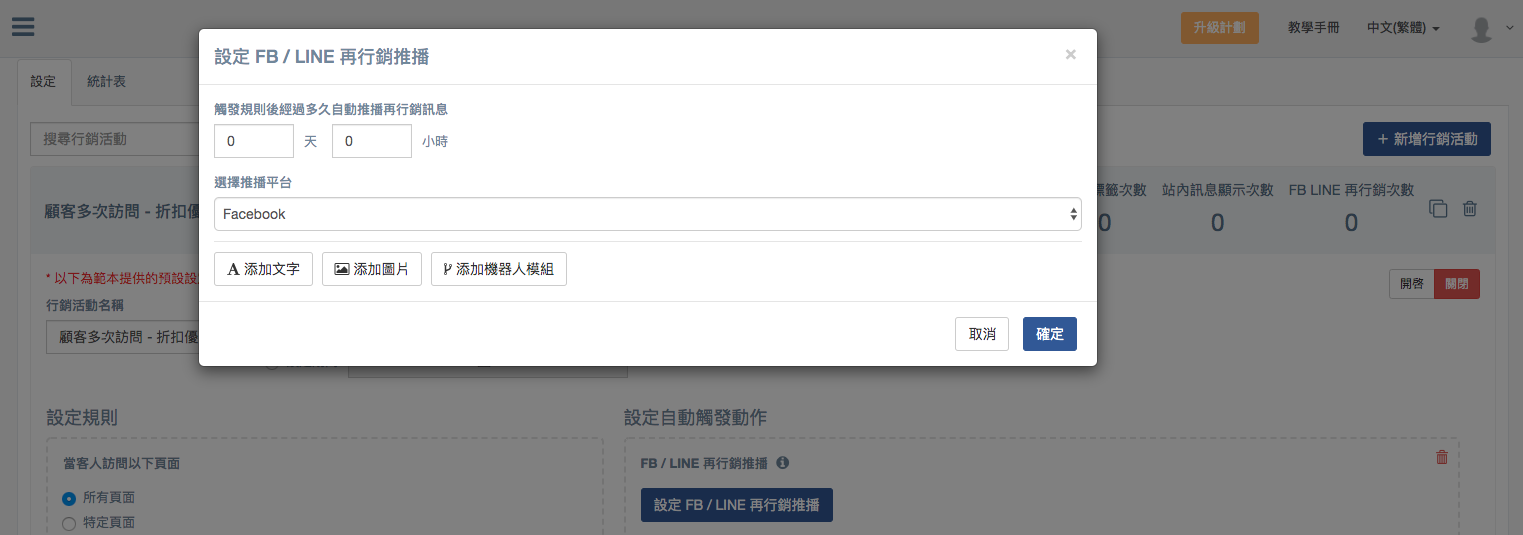 升級計劃 教學手冊 中文(繁體)
設定 FB / LINE 再行銷推播 ×
設定 統計表
觸發規則後經過多久自動推播再行銷訊息
搜尋行銷活動 0 天 0 小時 + 新增行銷活動
選擇推播平台
標籤次數 站內訊息顯示次數 FB LINE 再行銷次數
顧客多次訪問 - 折扣優 Facebook 0 0 0
* 以下為範本提供的預設設 A 添加文字 添加圖片 添加機器人模組 開啓 關閉
行銷活動名稱
顧客多次訪問 - 折扣優 取消 確定
設定規則 設定自動觸發動作
當客人訪問以下頁面 FB / LINE 再行銷推播
所有頁面
特定頁面 設定 FB / LINE 再行銷推播